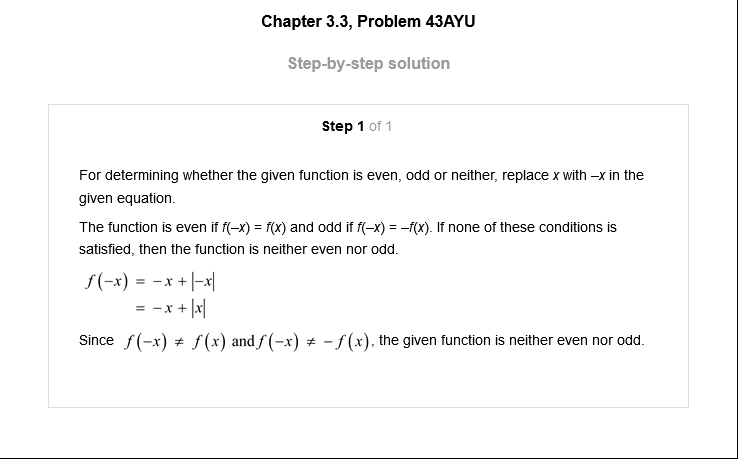 Chapter 3.3, Problem 43AYU
Step-by-step solution
Step 1 of 1
For determining whether the given function is even, odd or neither, replace x with –x in the
given equation.
The function is even if f(–x) = f(x) and odd if f(–x) = –f(x). If none of these conditions is
satisfied, then the function is neither even nor odd.
f(−x) = −x + |−x|
= −x + |x|
Since f(−x) ≠ f(x) and f(−x) ≠ −f(x), the given function is neither even nor odd.